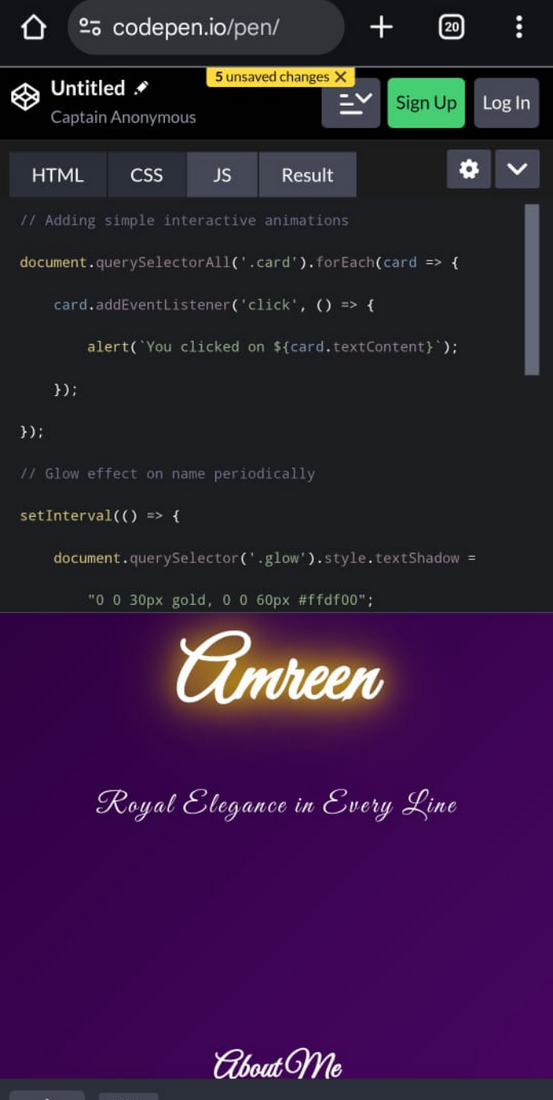 codepen.io/pen/
20
5 unsaved changes
Untitled
Captain Anonymous
Sign Up
Log In
HTML
CSS
JS
Result
// Adding simple interactive animations
document.querySelectorAll('.card').forEach(card => {
card.addEventListener('click', () => {
alert(`You clicked on ${card.textContent}`);
});
});
// Glow effect on name periodically
setInterval(() => {
document.querySelector('.glow').style.textShadow =
"0 0 30px gold, 0 0 60px #ffdf00";
Amreen
Royal Elegance in Every Line
About Me